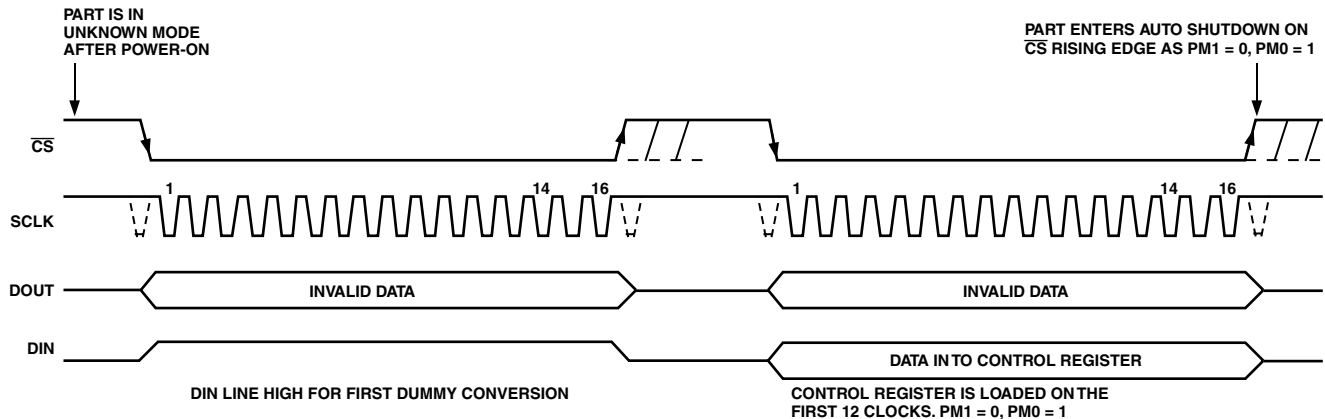 PART IS IN
UNKNOWN MODE
AFTER POWER-ON
PART ENTERS AUTO SHUTDOWN ON
CS RISING EDGE AS PM1 = 0, PM0 = 1
CS
1 14 16 1 14 16
SCLK
DOUT INVALID DATA INVALID DATA
DIN DATA IN TO CONTROL REGISTER
DIN LINE HIGH FOR FIRST DUMMY CONVERSION
CONTROL REGISTER IS LOADED ON THE
FIRST 12 CLOCKS. PM1 = 0, PM0 = 1